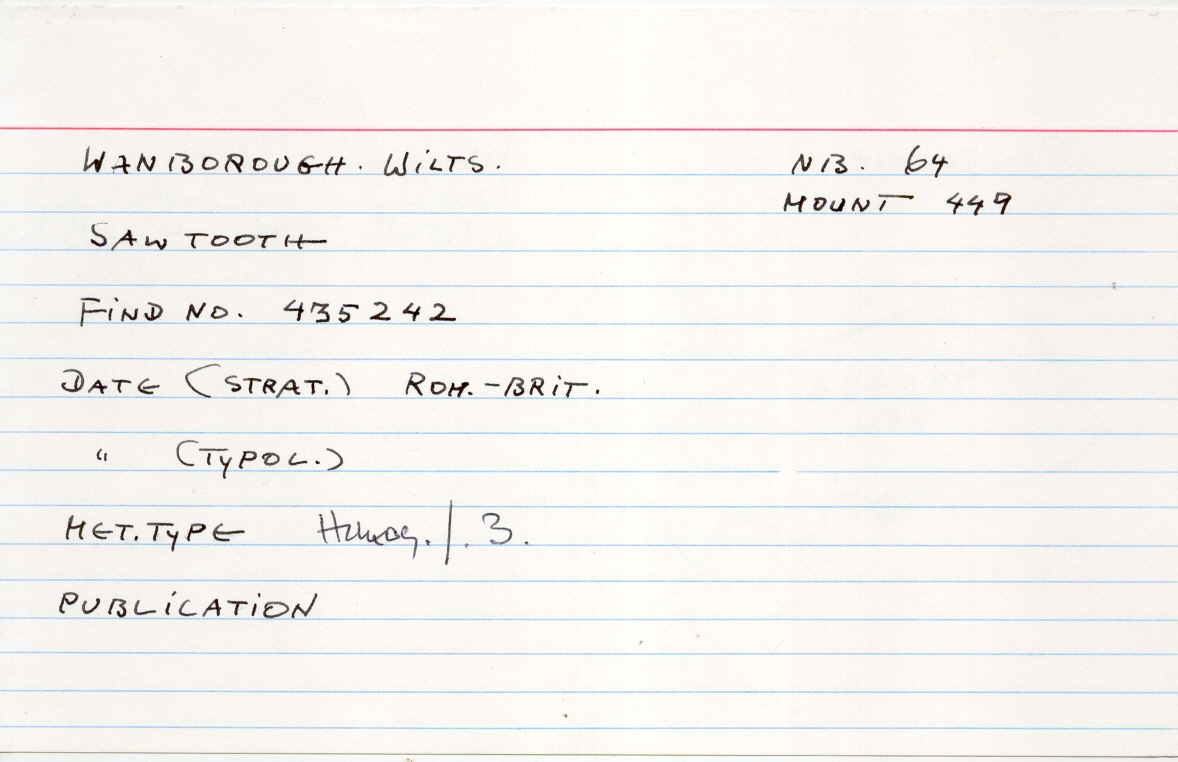 WANBOROUGH. WILTS. NB. 64
MOUNT 449
SAW TOOTH
FIND NO. 435242
DATE (STRAT.) ROM.-BRIT.
" (TYPOL.)
MET.TYPE Homog./.3.
PUBLICATION